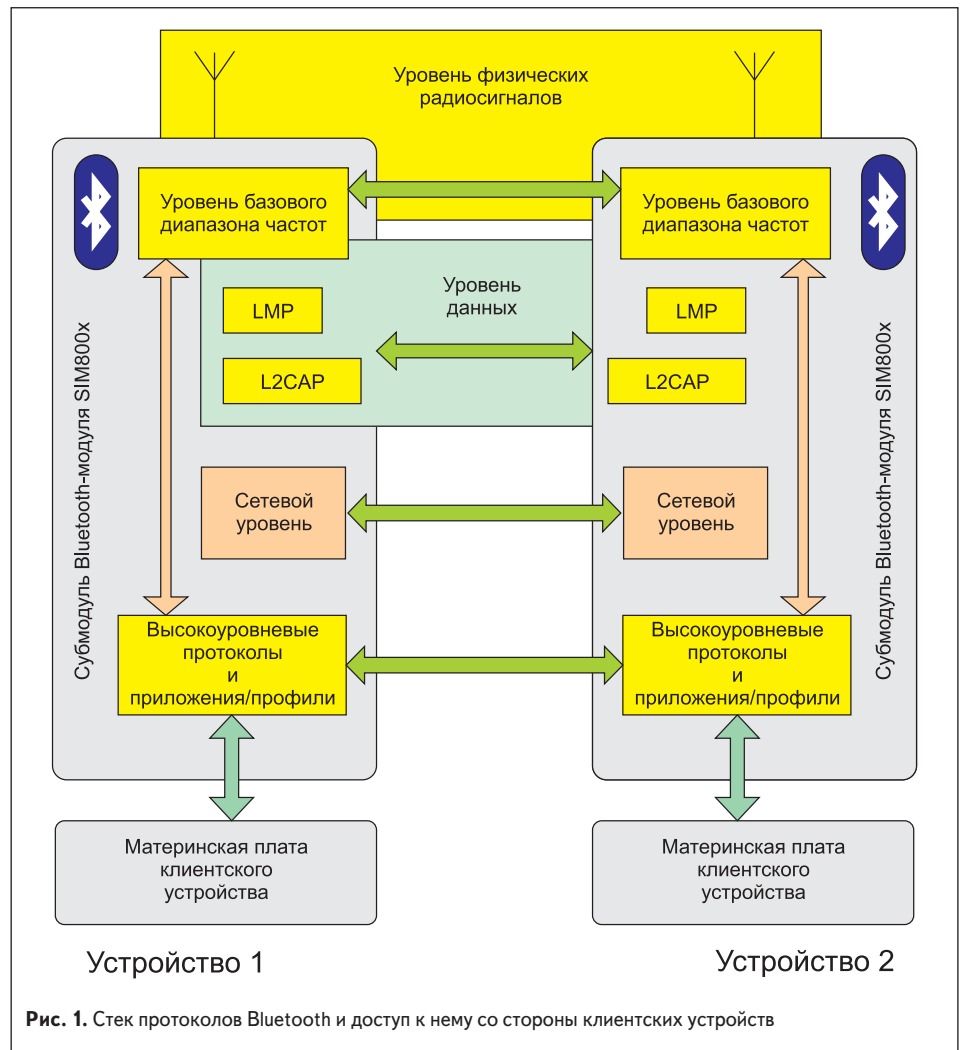 Уровень физических
радиосигналов
Уровень базового
диапазона частот
Уровень базового
диапазона частот
Уровень
данных
LMP
LMP
L2CAP
L2CAP
Субмодуль Bluetooth-модуля SIM800x
Субмодуль Bluetooth-модуля SIM800x
Сетевой
уровень
Сетевой
уровень
Высокоуровневые
протоколы
и
приложения/профили
Высокоуровневые
протоколы
и
приложения/профили
Материнская плата
клиентского
устройства
Материнская плата
клиентского
устройства
Устройство 1
Устройство 2
Рис. 1. Стек протоколов Bluetooth и доступ к нему со стороны клиентских устройств